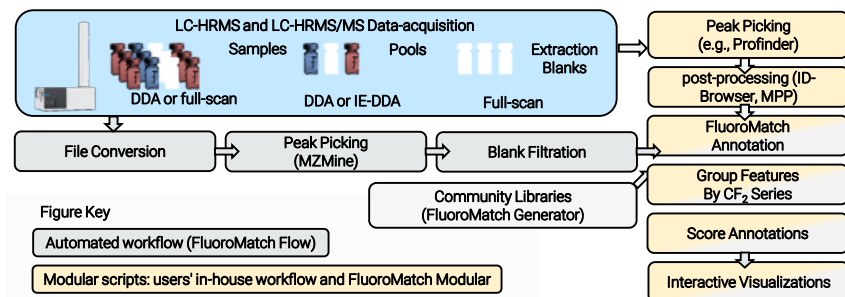 LC-HRMS and LC-HRMS/MS Data-acquisition
Samples
Pools
Extraction
Blanks
DDA or full-scan
DDA or IE-DDA
Full-scan
Peak Picking
(e.g., Profinder)
post-processing (ID-
Browser, MPP)
File Conversion
Peak Picking
(MZMine)
Blank Filtration
FluoroMatch
Annotation
Community Libraries
(FluoroMatch Generator)
Group Features
By CF₂ Series
Score Annotations
Interactive Visualizations
Figure Key
Automated workflow (FluoroMatch Flow)
Modular scripts: users' in-house workflow and FluoroMatch Modular